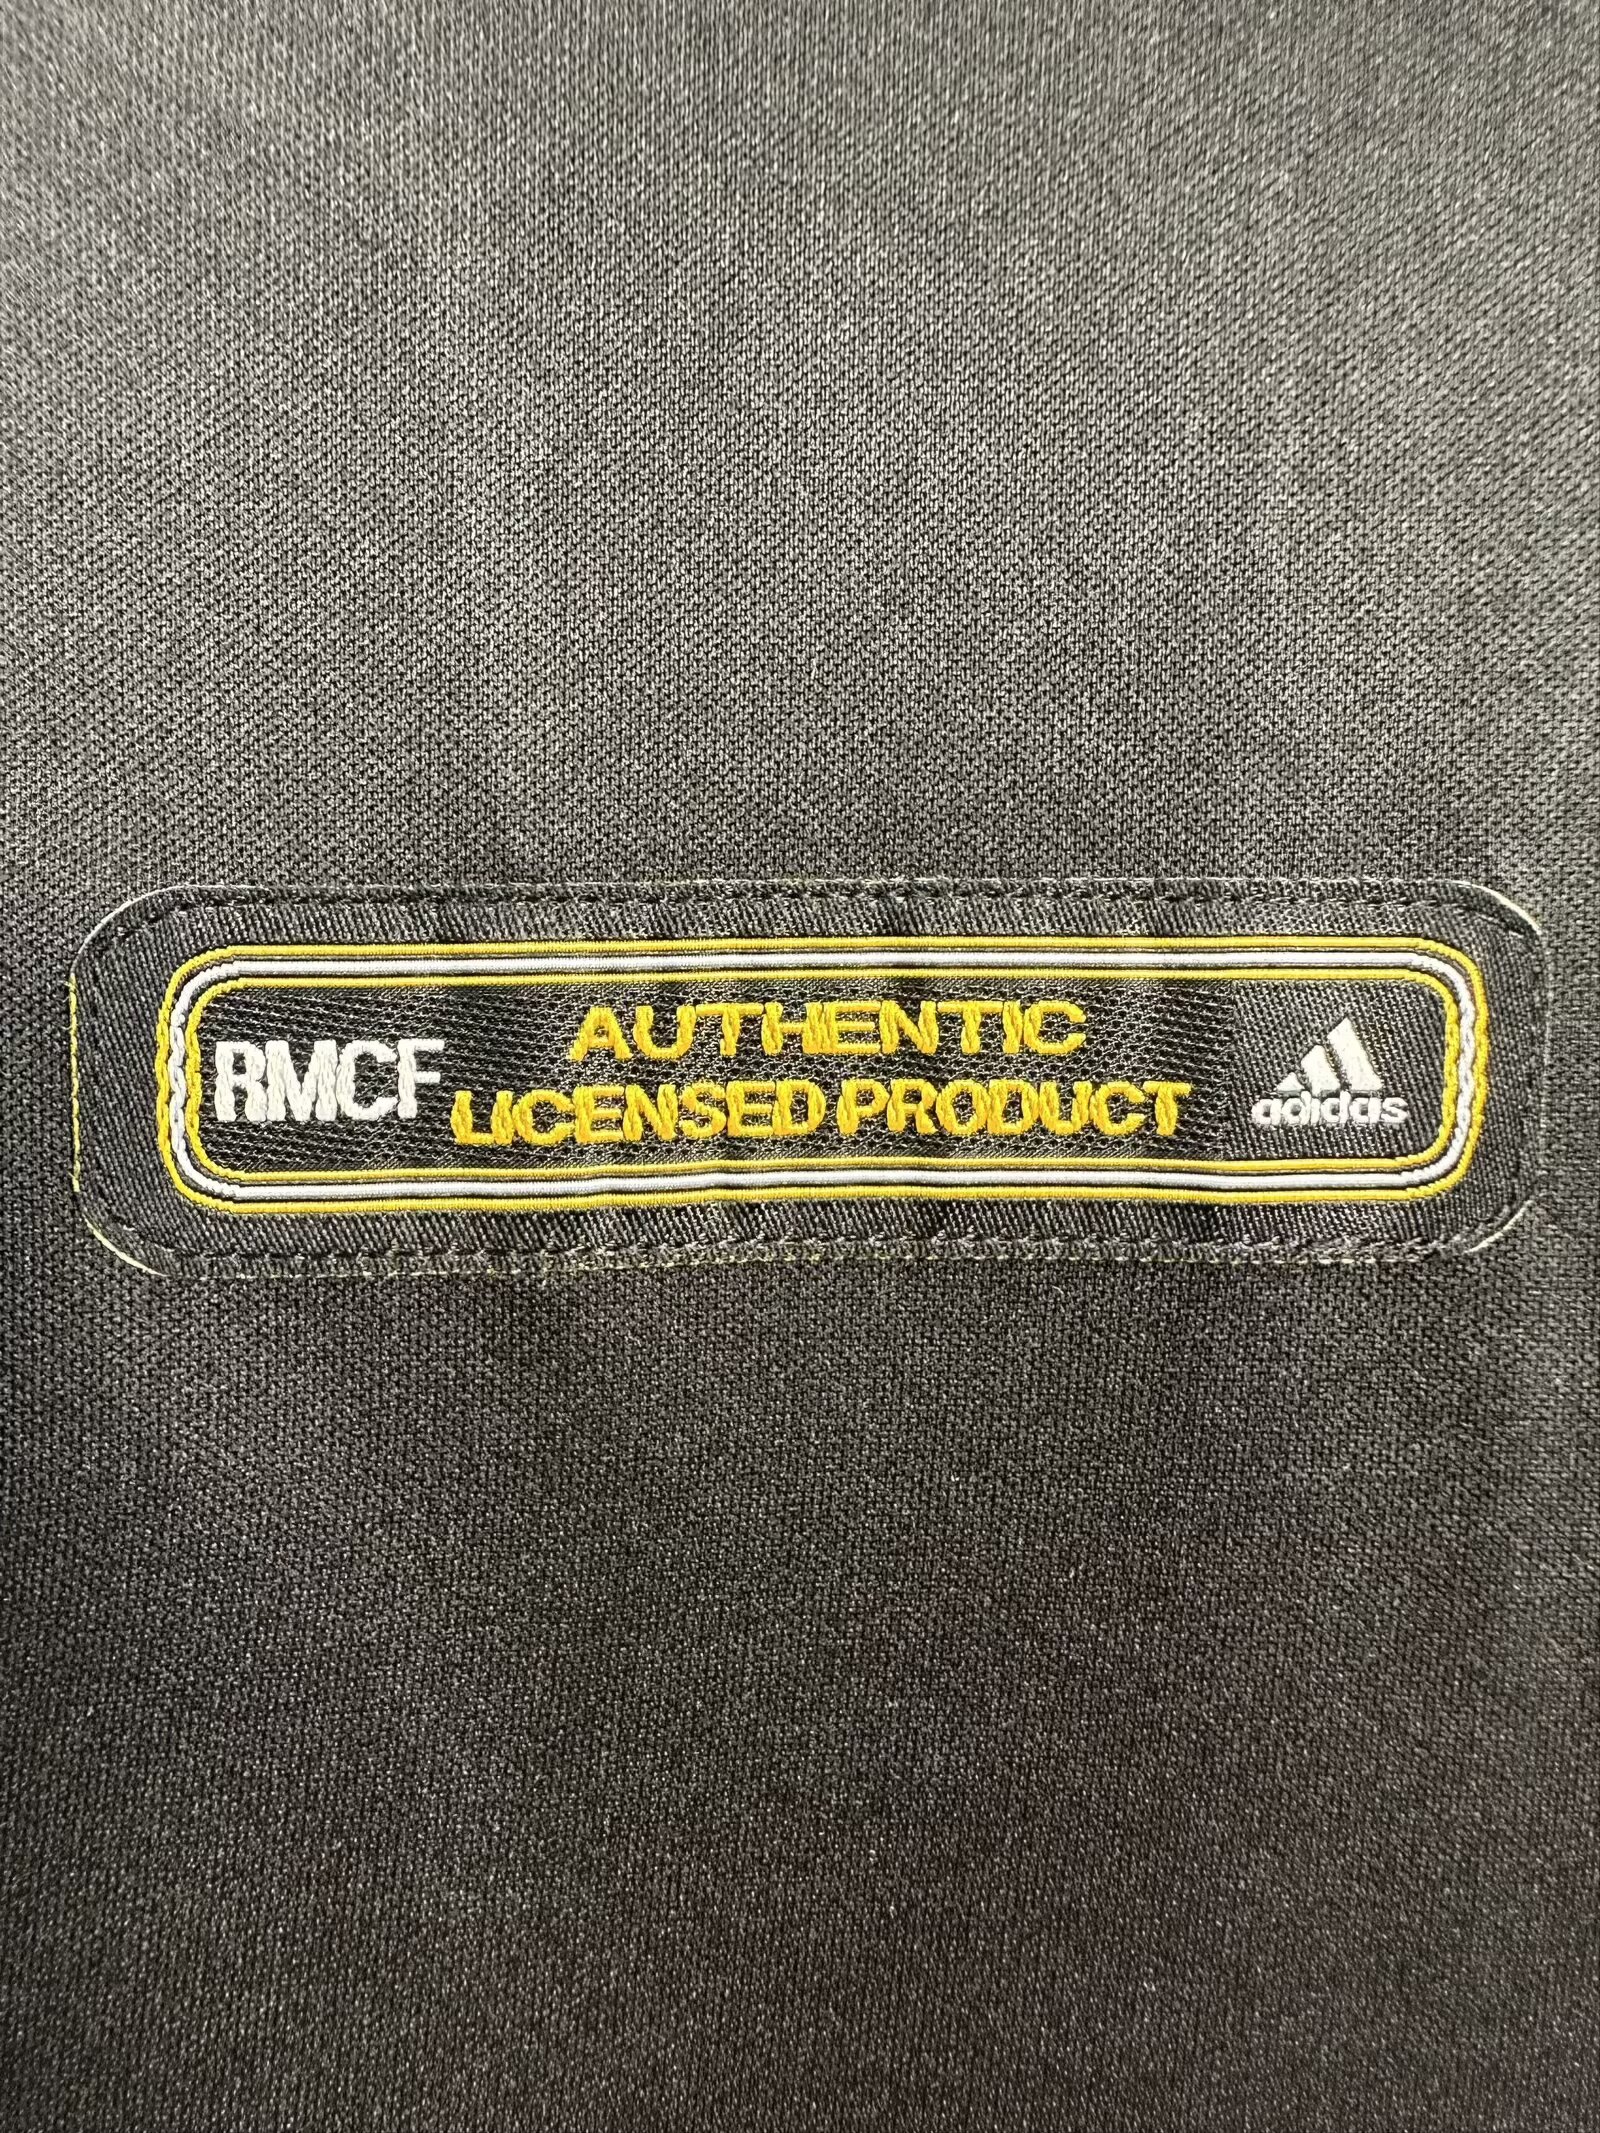 RMCF
AUTHENTIC
LICENSED PRODUCT
adidas